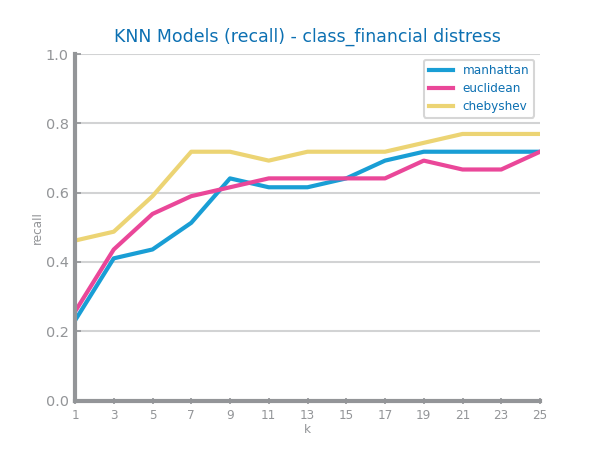 KNN Models (recall) - class_financial distress
manhattan
euclidean
chebyshev
recall
1.0
0.8
0.6
0.4
0.2
0.0
1 3 5 7 9 11 13 15 17 19 21 23 25
k